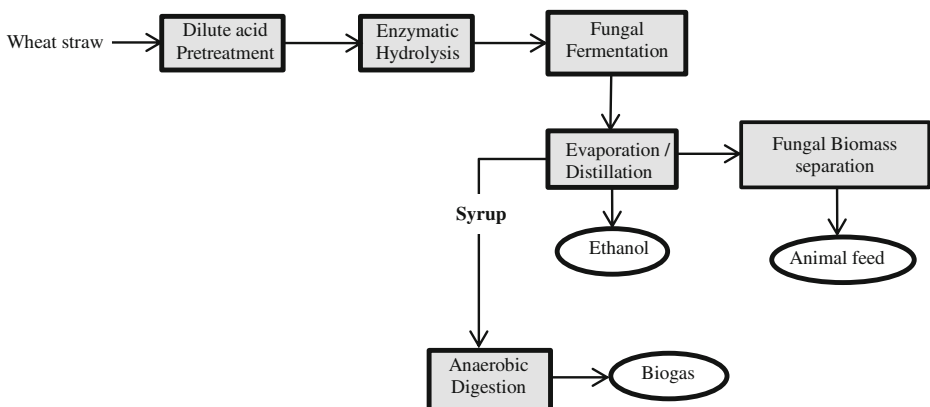 Wheat straw
Dilute acid
Pretreatment
Enzymatic
Hydrolysis
Fungal
Fermentation
Evaporation /
Distillation
Fungal Biomass
separation
Syrup
Ethanol
Animal feed
Anaerobic
Digestion
Biogas